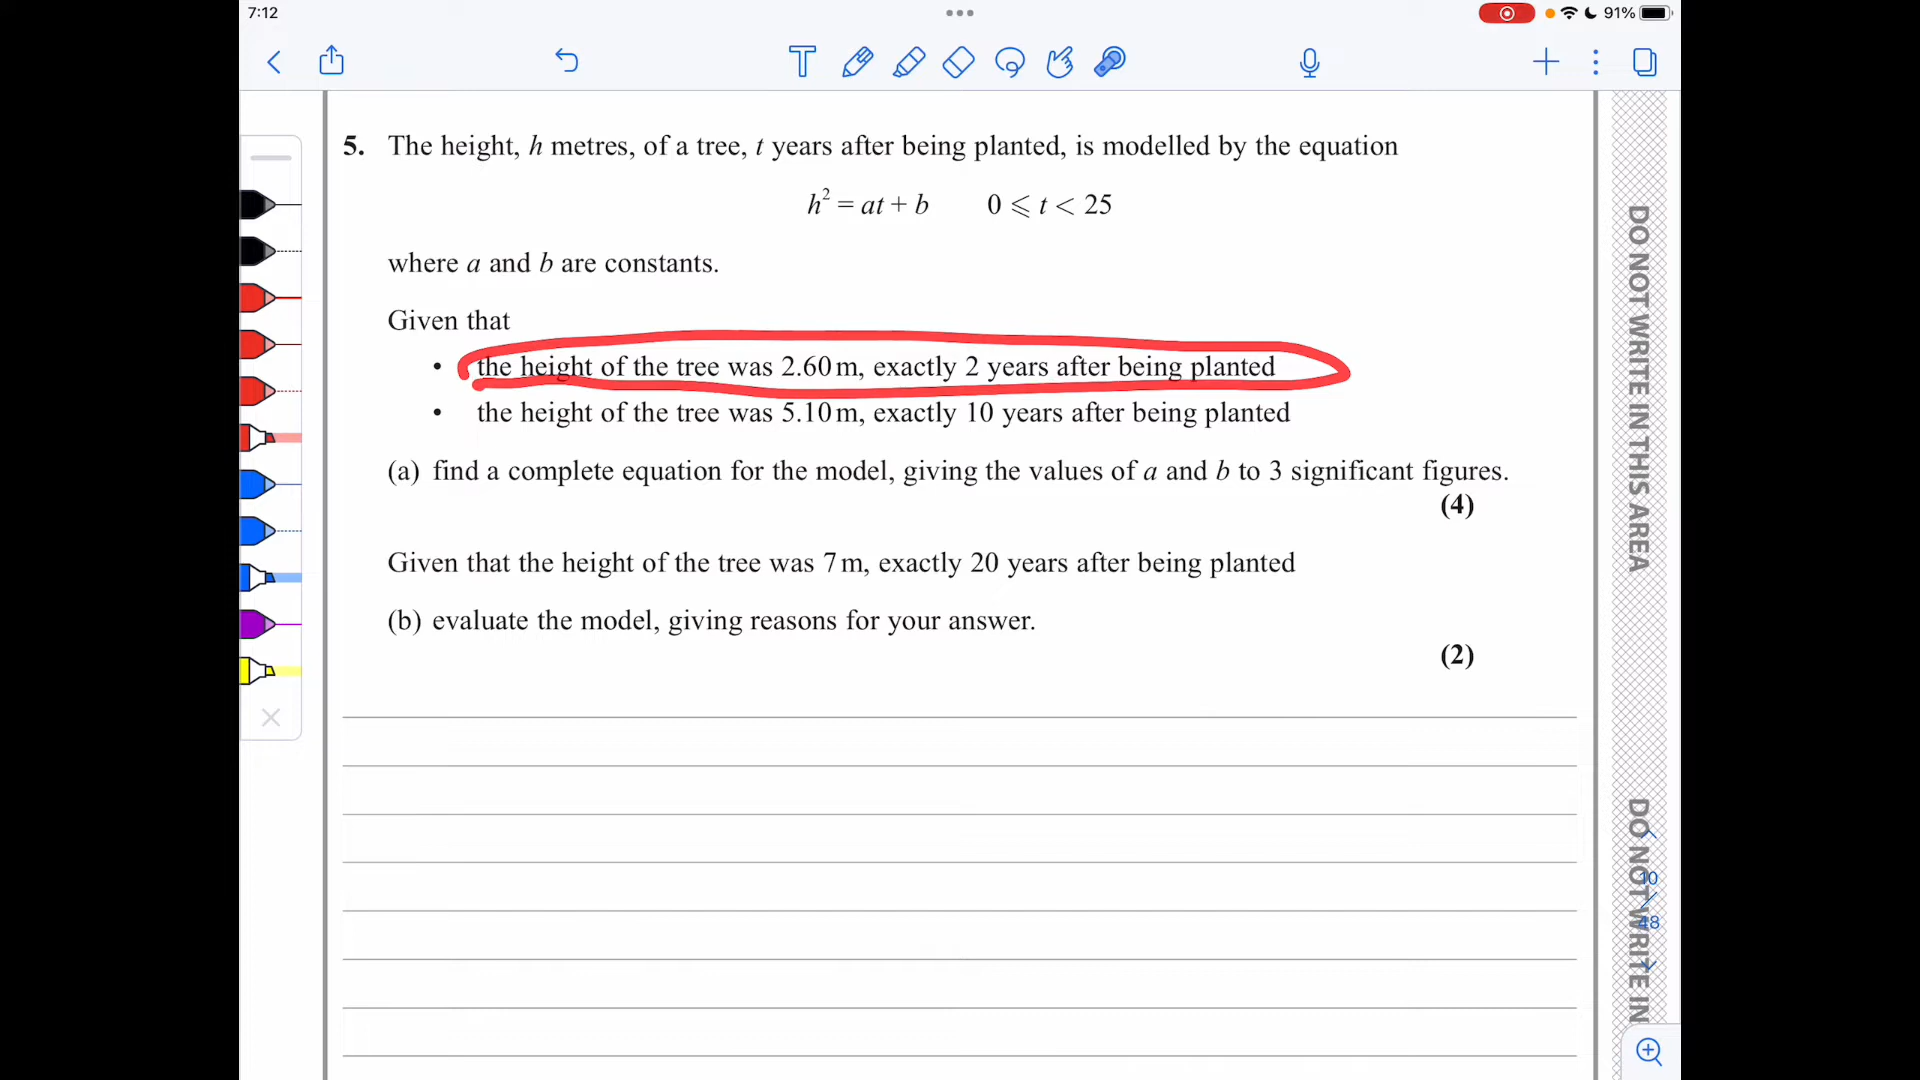 7:12
91%
5. The height, h metres, of a tree, t years after being planted, is modelled by the equation
h² = at + b 0 ⩽ t < 25
where a and b are constants.
Given that
• the height of the tree was 2.60 m, exactly 2 years after being planted
• the height of the tree was 5.10 m, exactly 10 years after being planted
(a) find a complete equation for the model, giving the values of a and b to 3 significant figures.
(4)
Given that the height of the tree was 7 m, exactly 20 years after being planted
(b) evaluate the model, giving reasons for your answer.
(2)
DO NOT WRITE IN THIS AREA
DO NOT WRITE IN
10
48